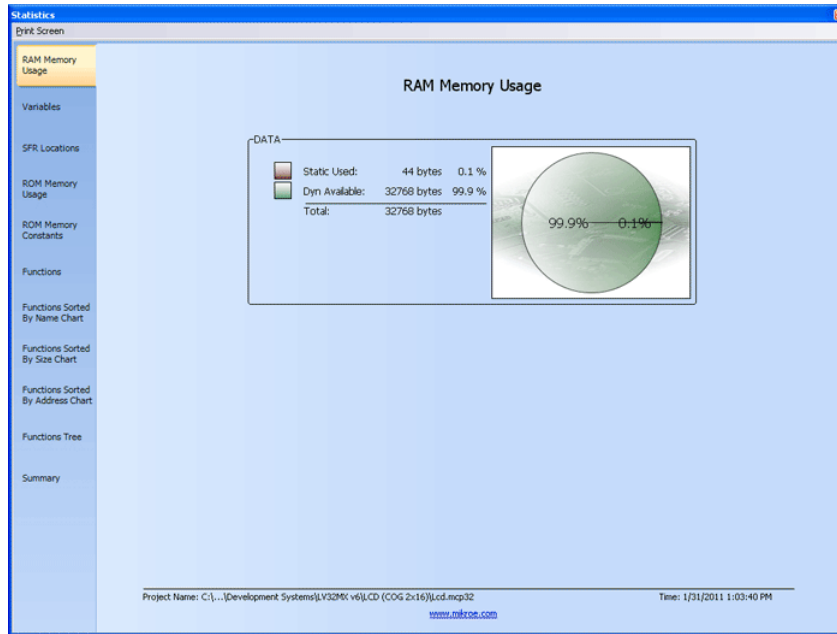 Statistics
Print Screen
RAM Memory
Usage
Variables
SFR Locations
ROM Memory
Usage
ROM Memory
Constants
Functions
Functions Sorted
By Name Chart
Functions Sorted
By Size Chart
Functions Sorted
By Address Chart
Functions Tree
Summary
RAM Memory Usage
DATA
Static Used: 44 bytes 0.1 %
Dyn Available: 32768 bytes 99.9 %
Total: 32768 bytes
99.9% 0.1%
Project Name: C:\...\Development Systems\LV32MX v6\LCD (COG 2x16)\Lcd.mcp32 Time: 1/31/2011 1:03:40 PM
www.mikroe.com